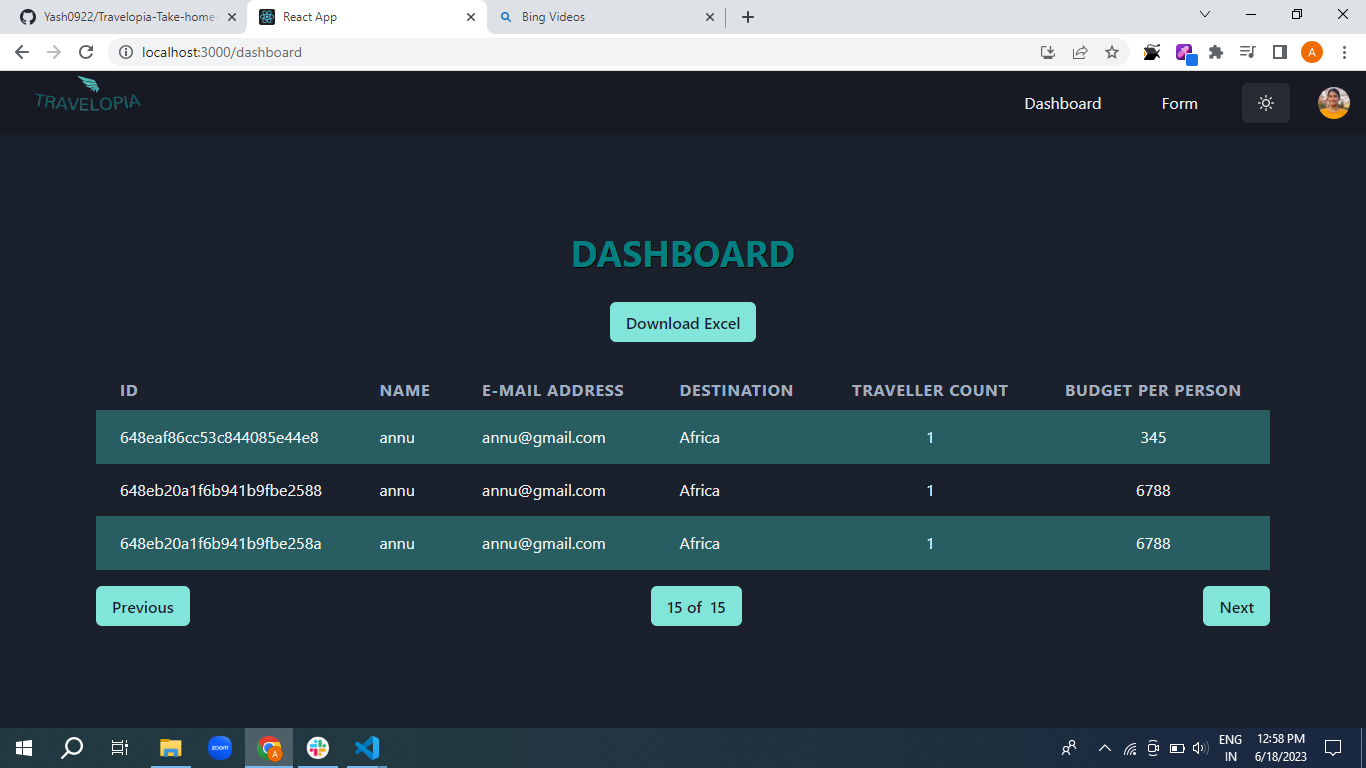 Yash0922/Travelopia-Take-home-
React App
Bing Videos
localhost:3000/dashboard
A
TRAVELOPIA
Dashboard
Form
DASHBOARD
Download Excel
ID NAME E-MAIL ADDRESS DESTINATION TRAVELLER COUNT BUDGET PER PERSON
648eaf86cc53c844085e44e8 annu annu@gmail.com Africa 1 345
648eb20a1f6b941b9fbe2588 annu annu@gmail.com Africa 1 6788
648eb20a1f6b941b9fbe258a annu annu@gmail.com Africa 1 6788
Previous
15 of 15
Next
zoom
A
ENG
IN
12:58 PM
6/18/2023